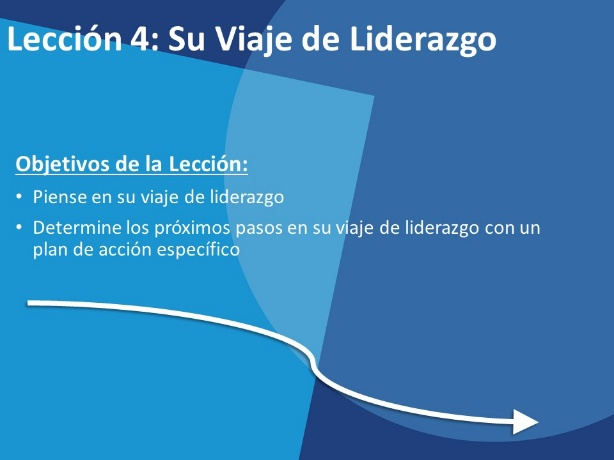 Lección 4: Su Viaje de Liderazgo
Objetivos de la Lección:
• Piense en su viaje de liderazgo
• Determine los próximos pasos en su viaje de liderazgo con un
plan de acción específico